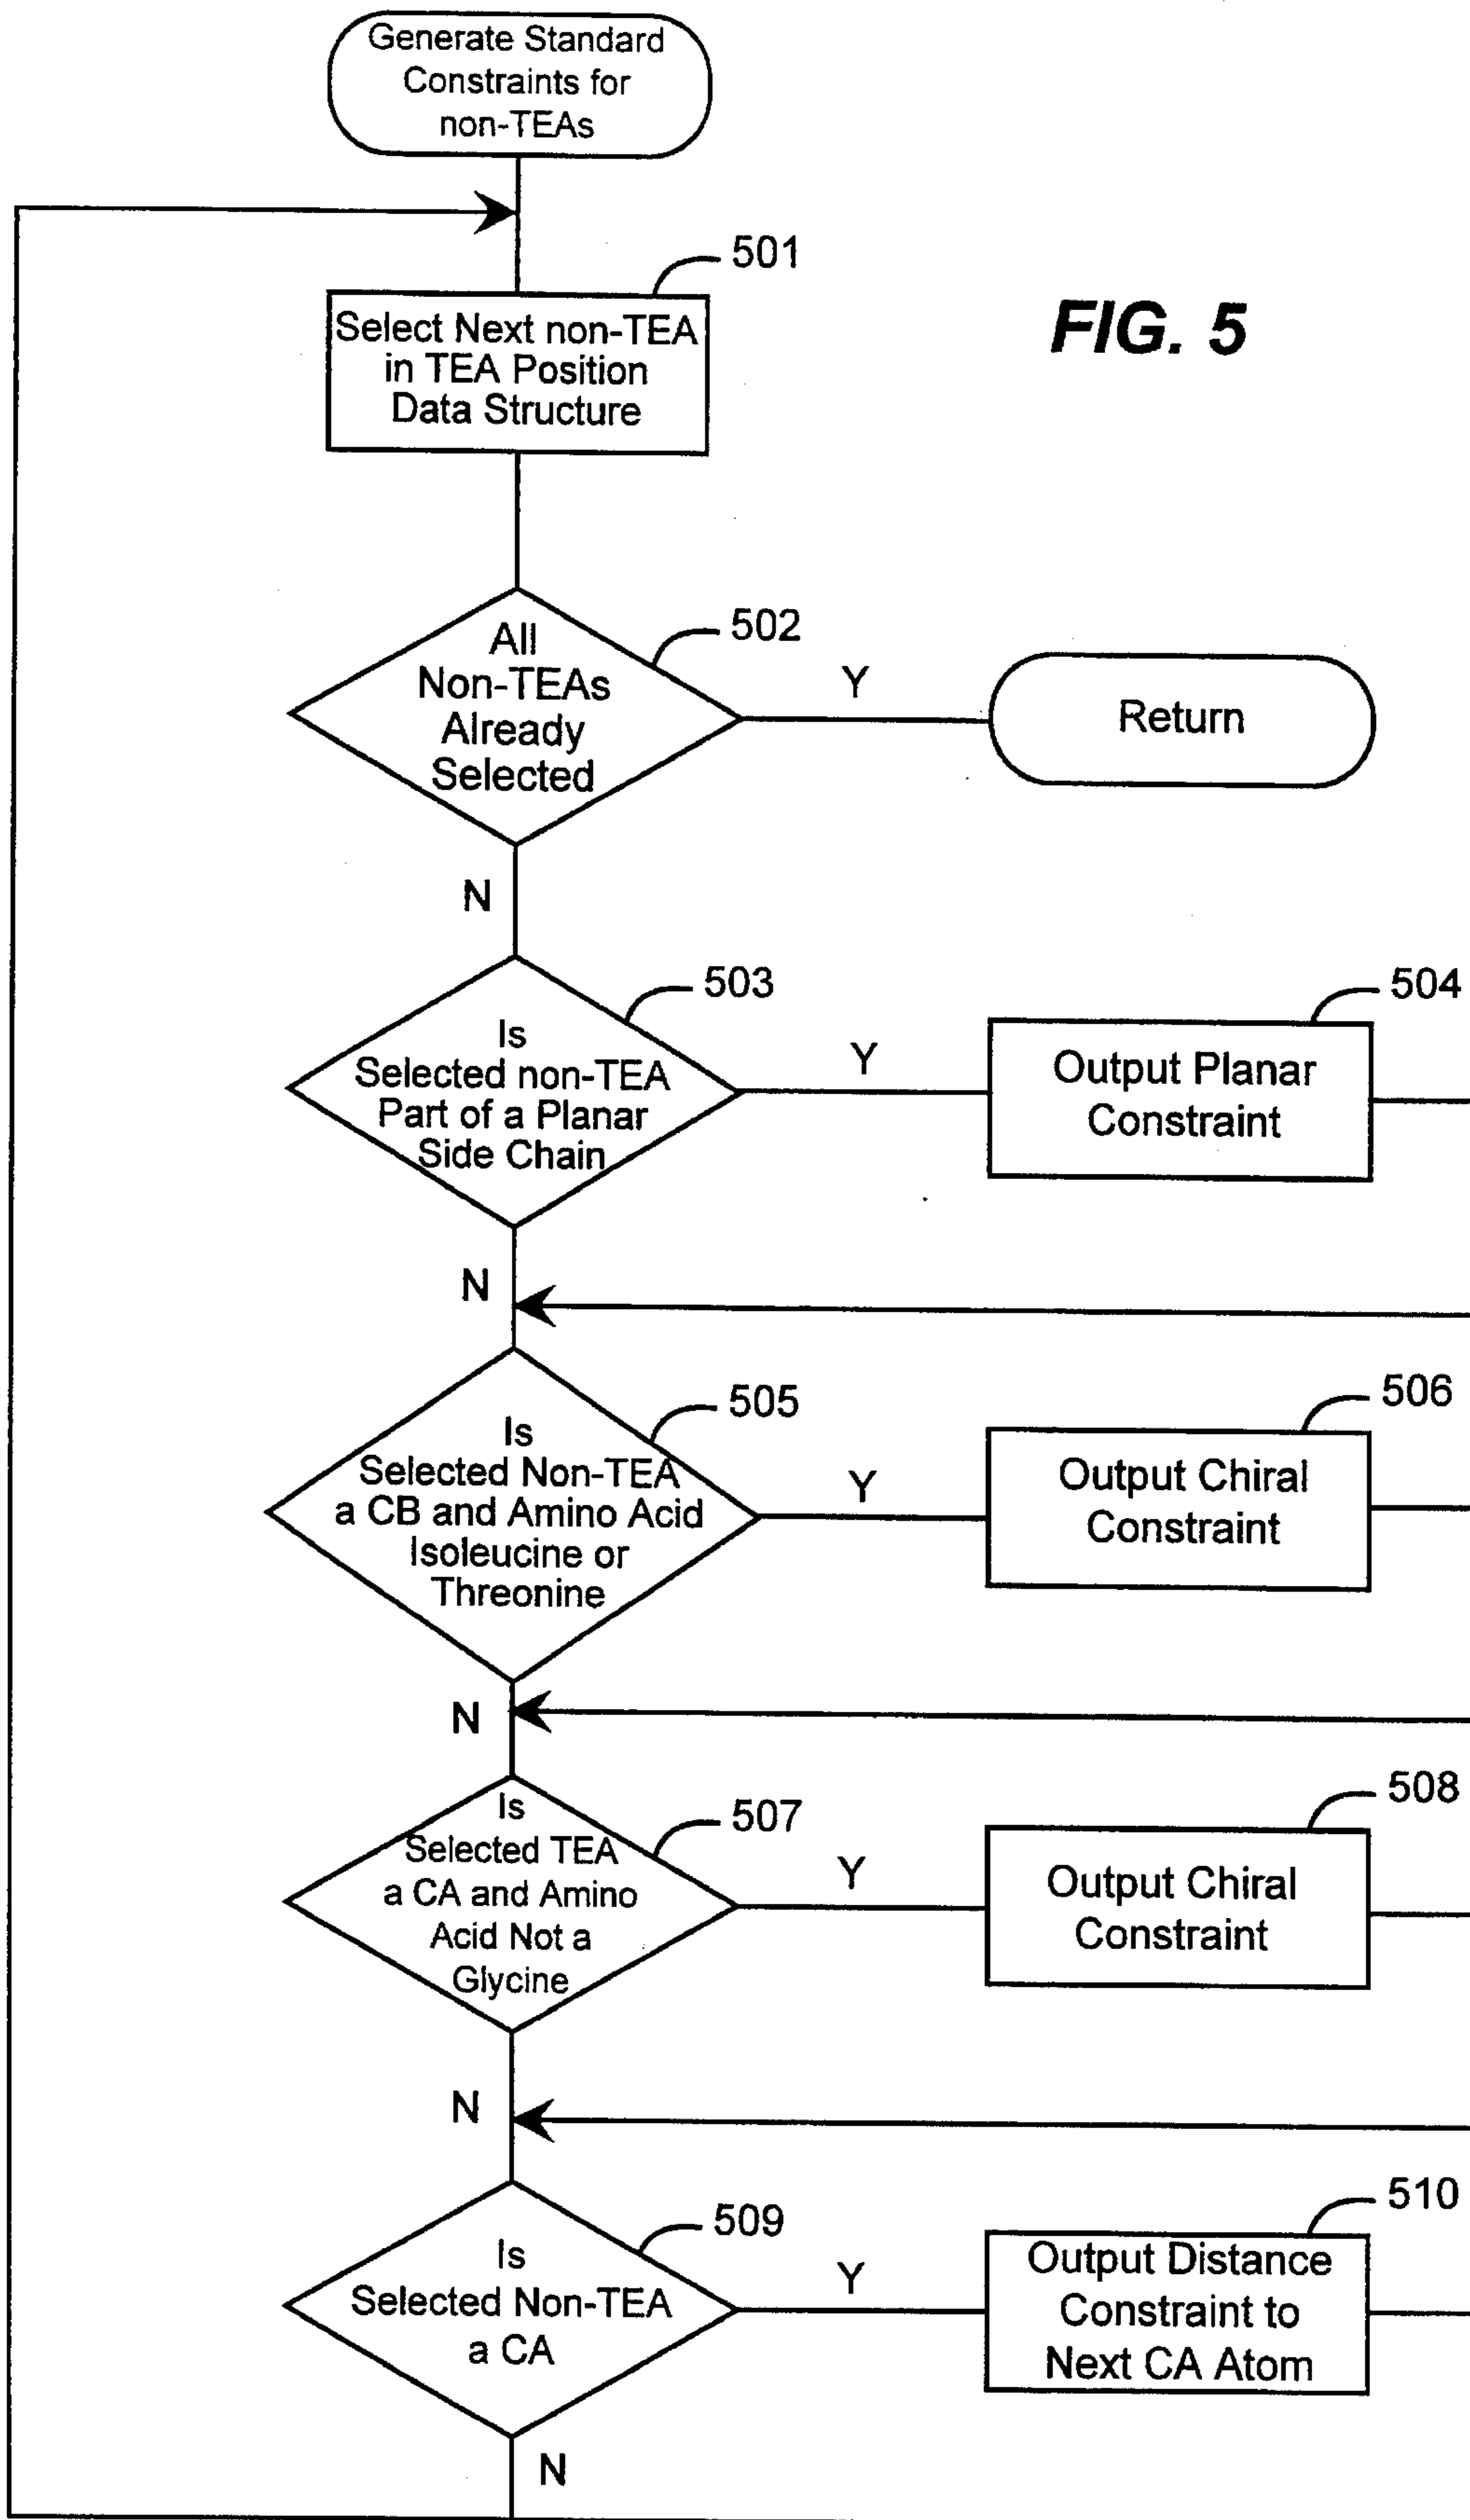 Generate Standard
Constraints for
non-TEAs
501
Select Next non-TEA
in TEA Position
Data Structure
FIG. 5
502
All
Non-TEAs
Already
Selected
Y
Return
N
503
Is
Selected non-TEA
Part of a Planar
Side Chain
Y
504
Output Planar
Constraint
N
505
Is
Selected Non-TEA
a CB and Amino Acid
Isoleucine or
Threonine
Y
506
Output Chiral
Constraint
N
507
Is
Selected TEA
a CA and Amino
Acid Not a
Glycine
Y
508
Output Chiral
Constraint
N
509
Is
Selected Non-TEA
a CA
Y
510
Output Distance
Constraint to
Next CA Atom
N